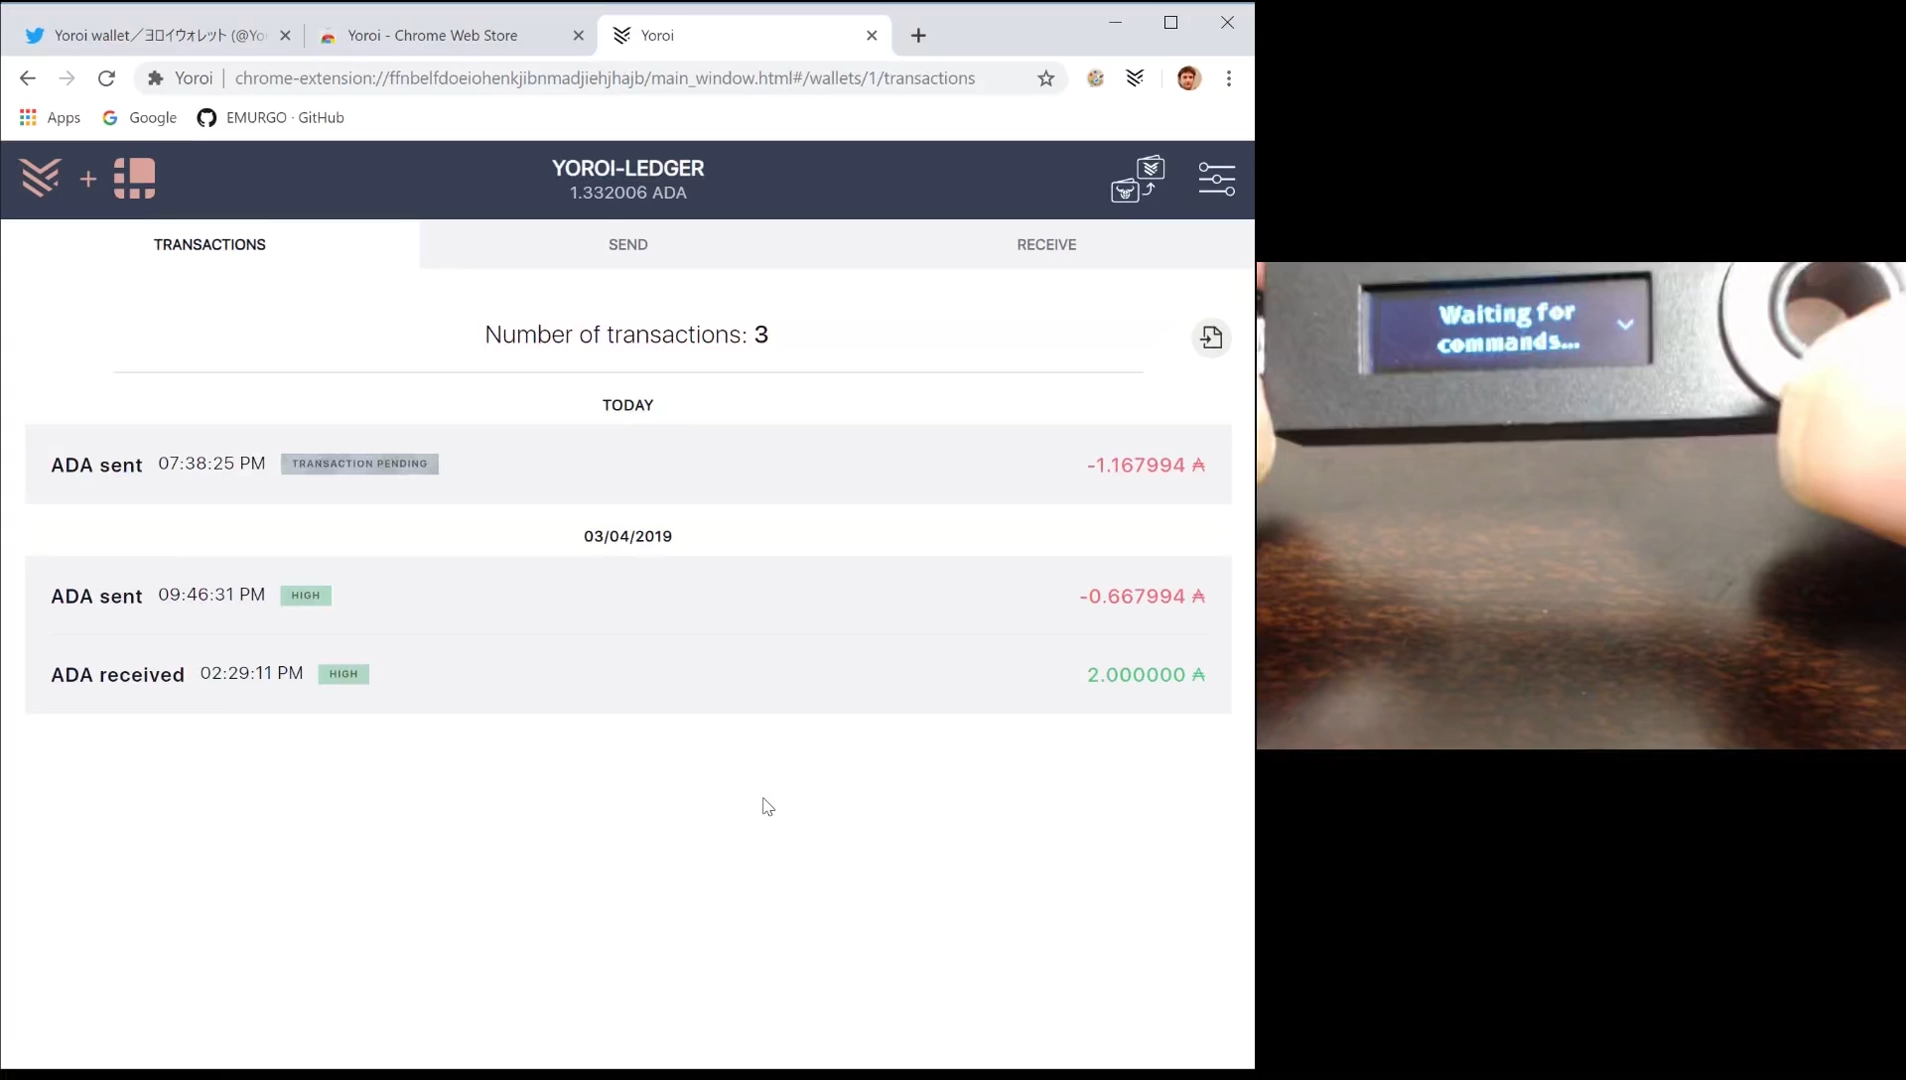 Yoroi wallet／ヨロイウォレット (@Yo
Yoroi - Chrome Web Store
Yoroi
Yoroi
chrome-extension://ffnbelfdoeiohenkjibnmadjiehjhajb/main_window.html#/wallets/1/transactions
Apps
Google
EMURGO · GitHub
YOROI-LEDGER
1.332006 ADA
TRANSACTIONS
SEND
RECEIVE
Number of transactions: 3
TODAY
ADA sent 07:38:25 PM TRANSACTION PENDING -1.167994 ₳
03/04/2019
ADA sent 09:46:31 PM HIGH -0.667994 ₳
ADA received 02:29:11 PM HIGH 2.000000 ₳
Waiting for
commands...